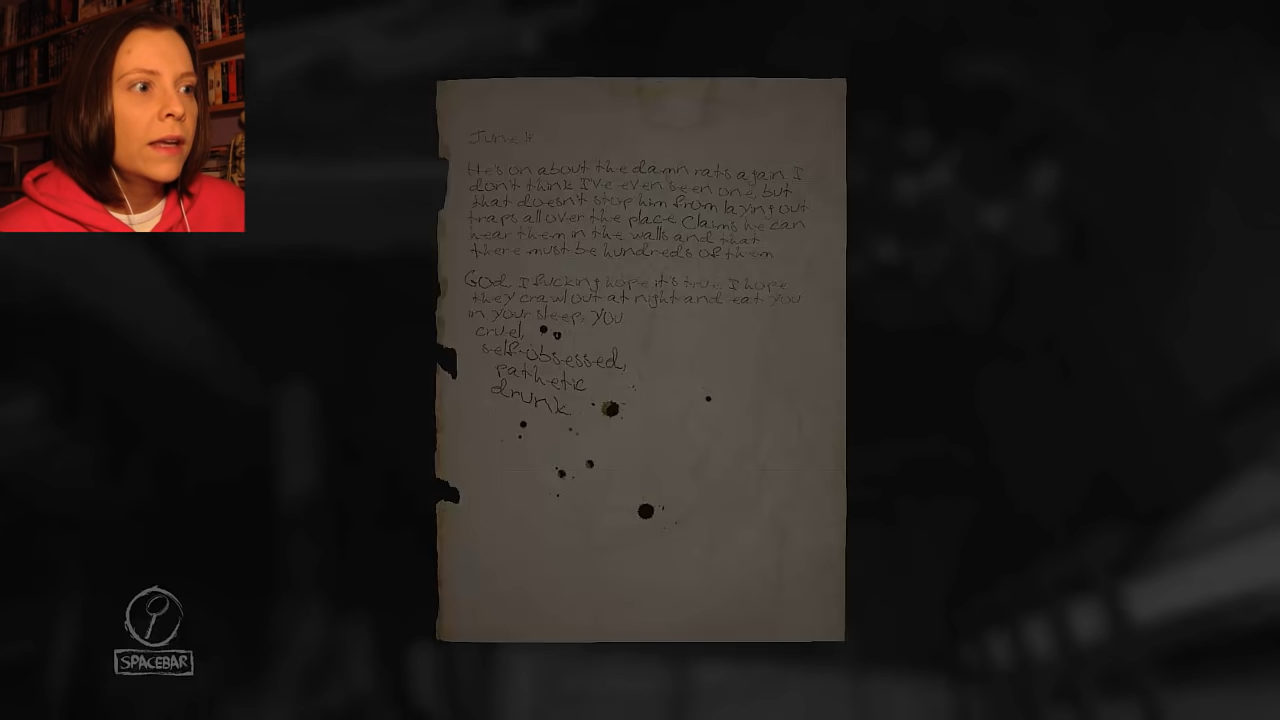 He's on about the damn rats again. I
don't think I've even seen one, but
that doesn't stop him from laying out
traps all over the place. Claims he can
hear them in the walls and that
there must be hundreds of them
God I fucking hope it's true I hope
they crawl out at night and eat you
in your sleep. You
cruel,
self-obsessed,
pathetic
drunk
SPACEBAR